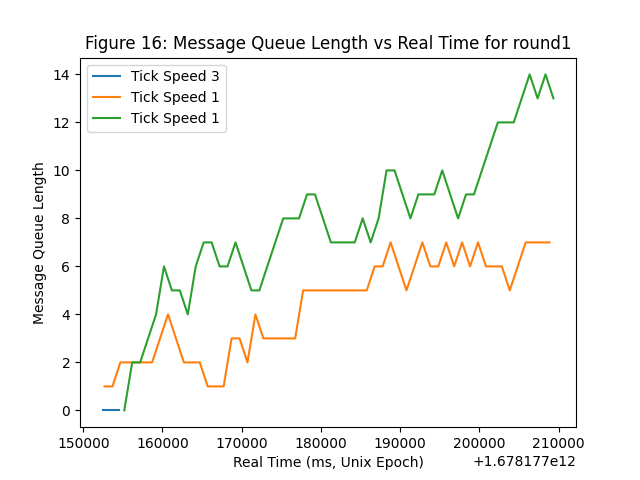 Figure 16: Message Queue Length vs Real Time for round1
Tick Speed 3
Tick Speed 1
Tick Speed 1
Message Queue Length
14
12
10
8
6
4
2
0
150000 160000 170000 180000 190000 200000 210000
Real Time (ms, Unix Epoch)
+1.678177e12